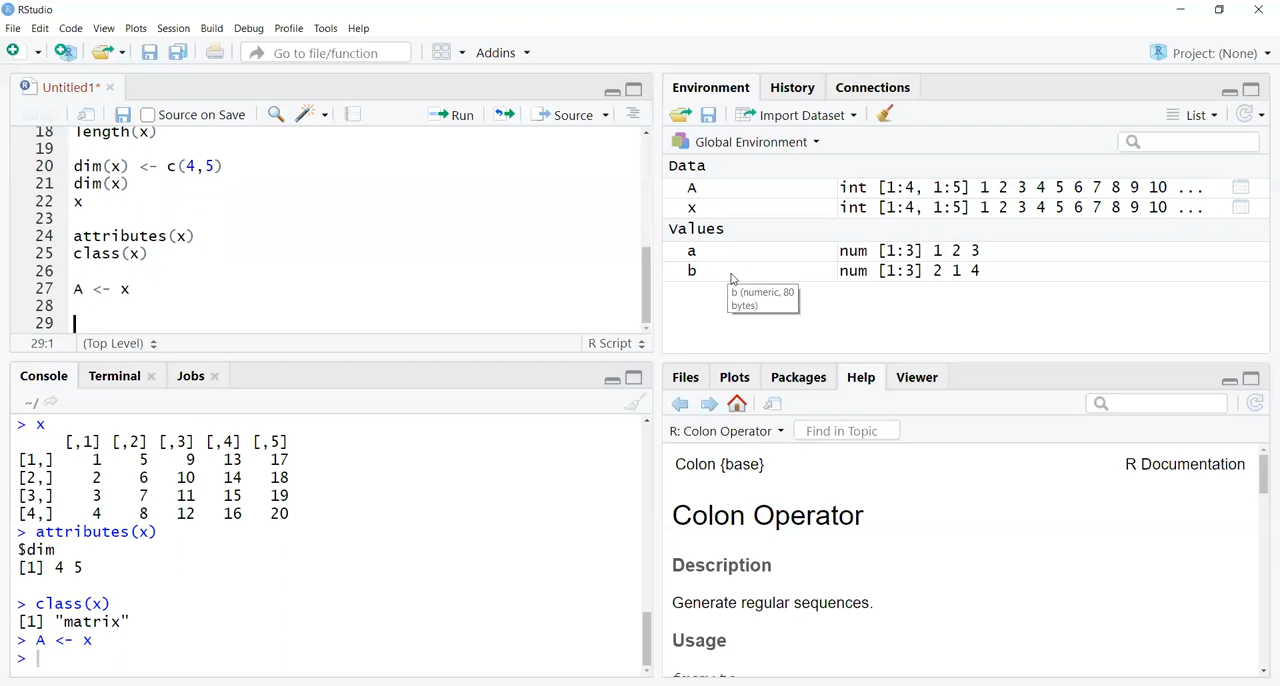 RStudio
File Edit Code View Plots Session Build Debug Profile Tools Help
Go to file/function Addins Project: (None)
Untitled1*
Source on Save Run Source
18 length(x)
19
20 dim(x) <- c(4,5)
21 dim(x)
22 x
23
24 attributes(x)
25 class(x)
26
27 A <- x
28
29
29:1 (Top Level) R Script
Console Terminal Jobs
~/
> x
[,1] [,2] [,3] [,4] [,5]
[1,] 1 5 9 13 17
[2,] 2 6 10 14 18
[3,] 3 7 11 15 19
[4,] 4 8 12 16 20
> attributes(x)
$dim
[1] 4 5
> class(x)
[1] "matrix"
> A <- x
>
Environment History Connections
Import Dataset List
Global Environment
Data
A int [1:4, 1:5] 1 2 3 4 5 6 7 8 9 10 ...
x int [1:4, 1:5] 1 2 3 4 5 6 7 8 9 10 ...
Values
a num [1:3] 1 2 3
b num [1:3] 2 1 4
b (numeric, 80
bytes)
Files Plots Packages Help Viewer
R: Colon Operator Find in Topic
Colon {base} R Documentation
Colon Operator
Description
Generate regular sequences.
Usage